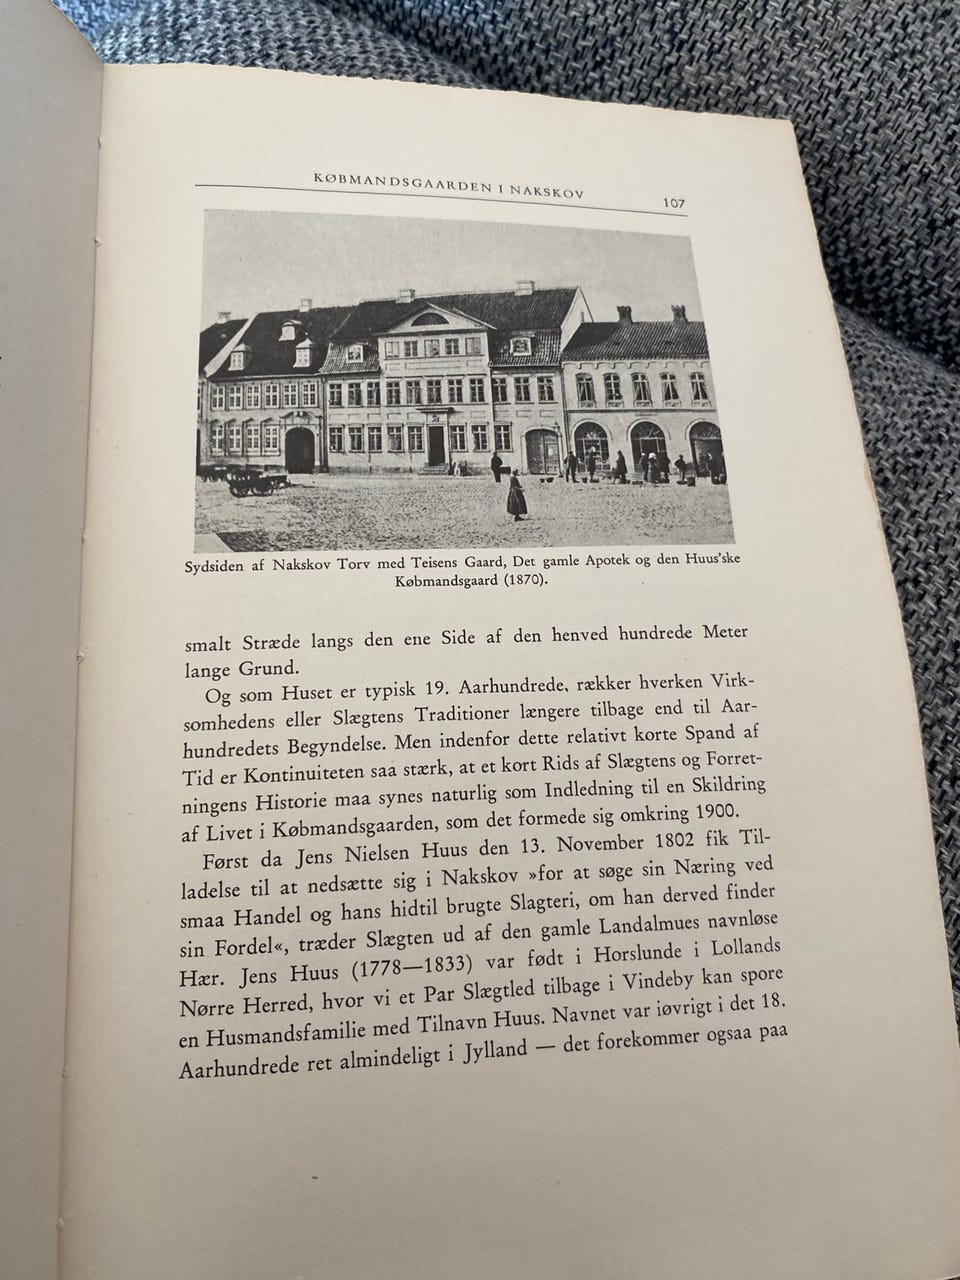 KØBMANDSGAARDEN I NAKSKOV
107
Sydsiden af Nakskov Torv med Teisens Gaard, Det gamle Apotek og den Huus'ske
Købmandsgaard (1870).
smalt Stræde langs den ene Side af den henved hundrede Meter
lange Grund.
Og som Huset er typisk 19. Aarhundrede, rækker hverken Virk-
somhedens eller Slægtens Traditioner længere tilbage end til Aar-
hundredets Begyndelse. Men indenfor dette relativt korte Spand af
Tid er Kontinuiteten saa stærk, at et kort Rids af Slægtens og Forret-
ningens Historie maa synes naturlig som Indledning til en Skildring
af Livet i Købmandsgaarden, som det formede sig omkring 1900.
Først da Jens Nielsen Huus den 13. November 1802 fik Til-
ladelse til at nedsætte sig i Nakskov »for at søge sin Næring ved
smaa Handel og hans hidtil brugte Slagteri, om han derved finder
sin Fordel«, træder Slægten ud af den gamle Landalmues navnløse
Hær. Jens Huus (1778—1833) var født i Horslunde i Lollands
Nørre Herred, hvor vi et Par Slægtled tilbage i Vindeby kan spore
en Husmandsfamilie med Tilnavn Huus. Navnet var iøvrigt i det 18.
Aarhundrede ret almindeligt i Jylland — det forekommer ogsaa paa